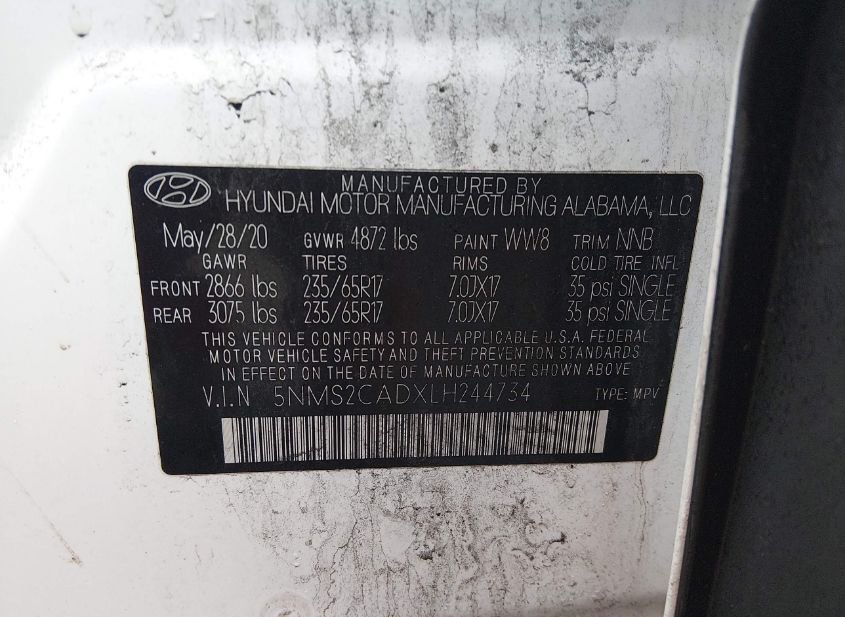 MANUFACTURED BY
HYUNDAI MOTOR MANUFACTURING ALABAMA, LLC
May/28/20 GVWR 4872 lbs PAINT WW8 TRIM NNB
GAWR TIRES RIMS COLD TIRE INFL
FRONT 2866 lbs 235/65R17 7.0JX17 35 psi SINGLE
REAR 3075 lbs 235/65R17 7.0JX17 35 psi SINGLE
THIS VEHICLE CONFORMS TO ALL APPLICABLE U.S.A. FEDERAL
MOTOR VEHICLE SAFETY AND THEFT PREVENTION STANDARDS
IN EFFECT ON THE DATE OF MANUFACTURE SHOWN ABOVE
V.I.N 5NMS2CADXLH244734 TYPE: MPV